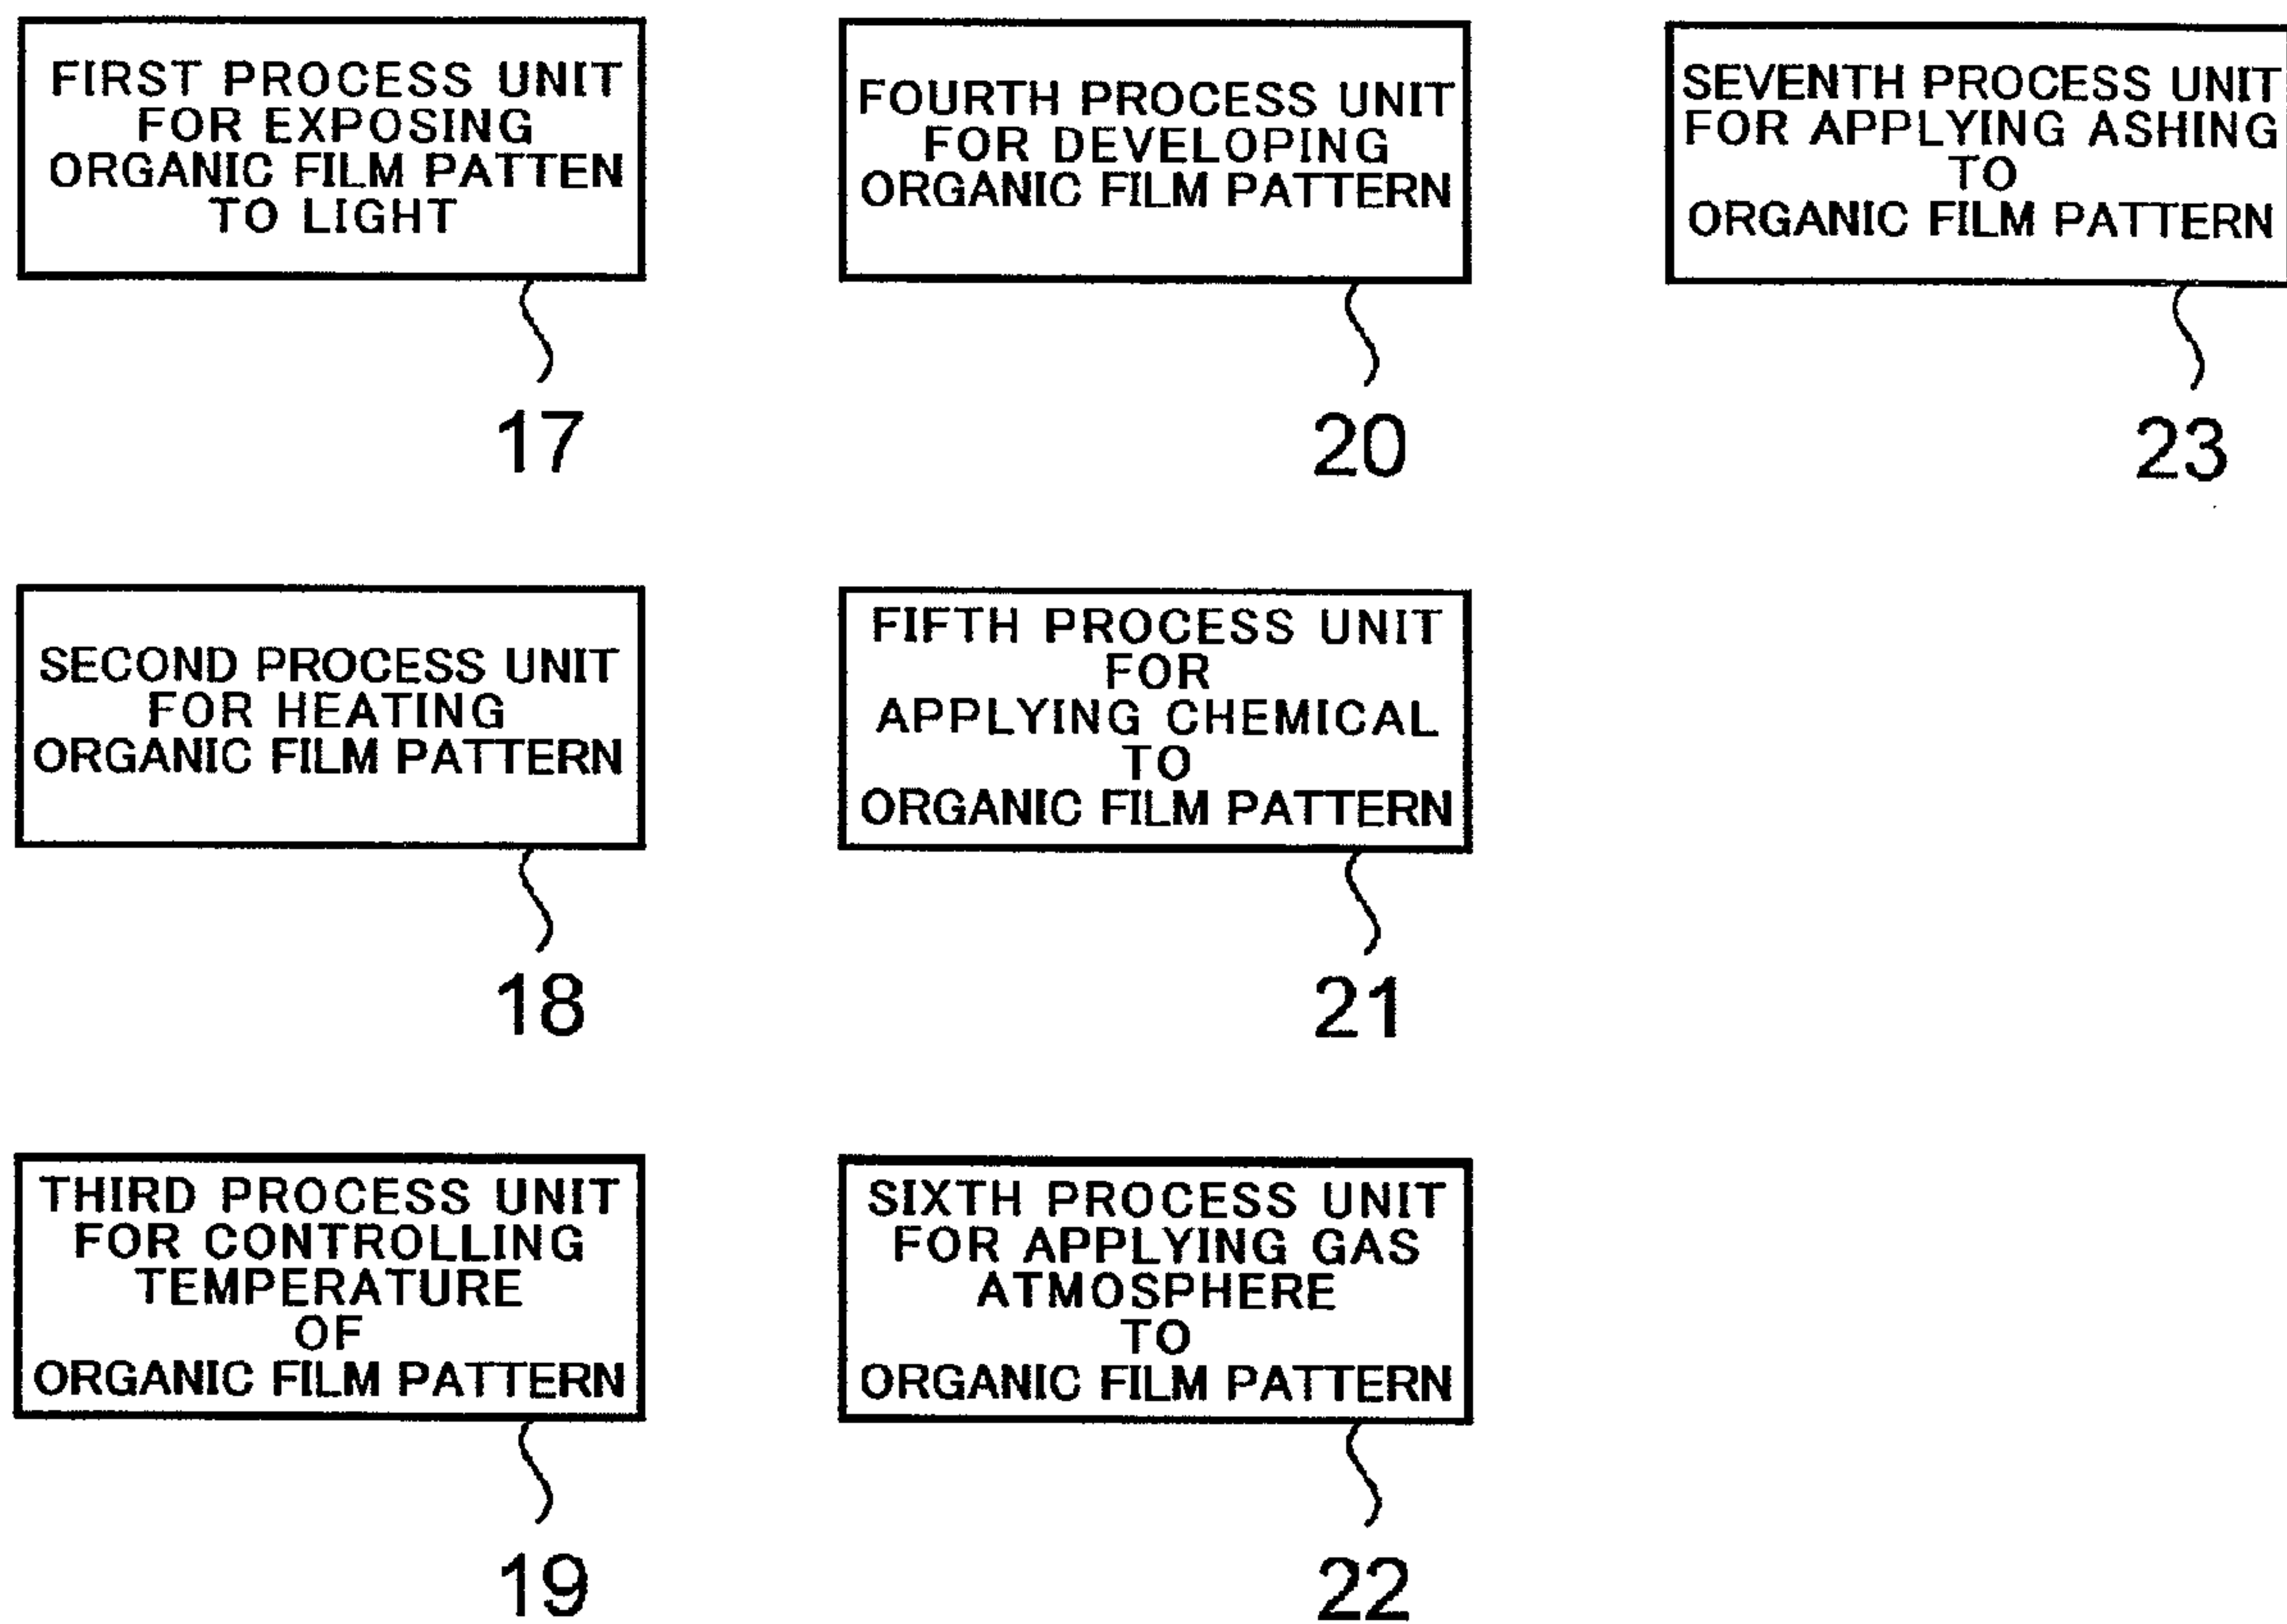 FIRST PROCESS UNIT
FOR EXPOSING
ORGANIC FILM PATTEN
TO LIGHT
17
SECOND PROCESS UNIT
FOR HEATING
ORGANIC FILM PATTERN
18
THIRD PROCESS UNIT
FOR CONTROLLING
TEMPERATURE
OF
ORGANIC FILM PATTERN
19
FOURTH PROCESS UNIT
FOR DEVELOPING
ORGANIC FILM PATTERN
20
FIFTH PROCESS UNIT
FOR
APPLYING CHEMICAL
TO
ORGANIC FILM PATTERN
21
SIXTH PROCESS UNIT
FOR APPLYING GAS
ATMOSPHERE
TO
ORGANIC FILM PATTERN
22
SEVENTH PROCESS UNIT
FOR APPLYING ASHING
TO
ORGANIC FILM PATTERN
23